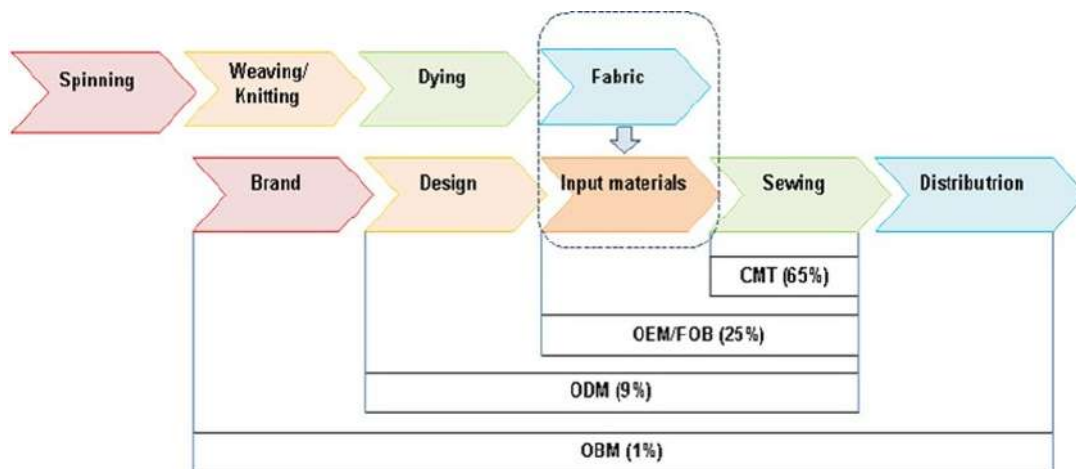 Spinning
Weaving/
Knitting
Dying
Fabric
Brand
Design
Input materials
Sewing
Distributrion
CMT (65%)
OEM/FOB (25%)
ODM (9%)
OBM (1%)